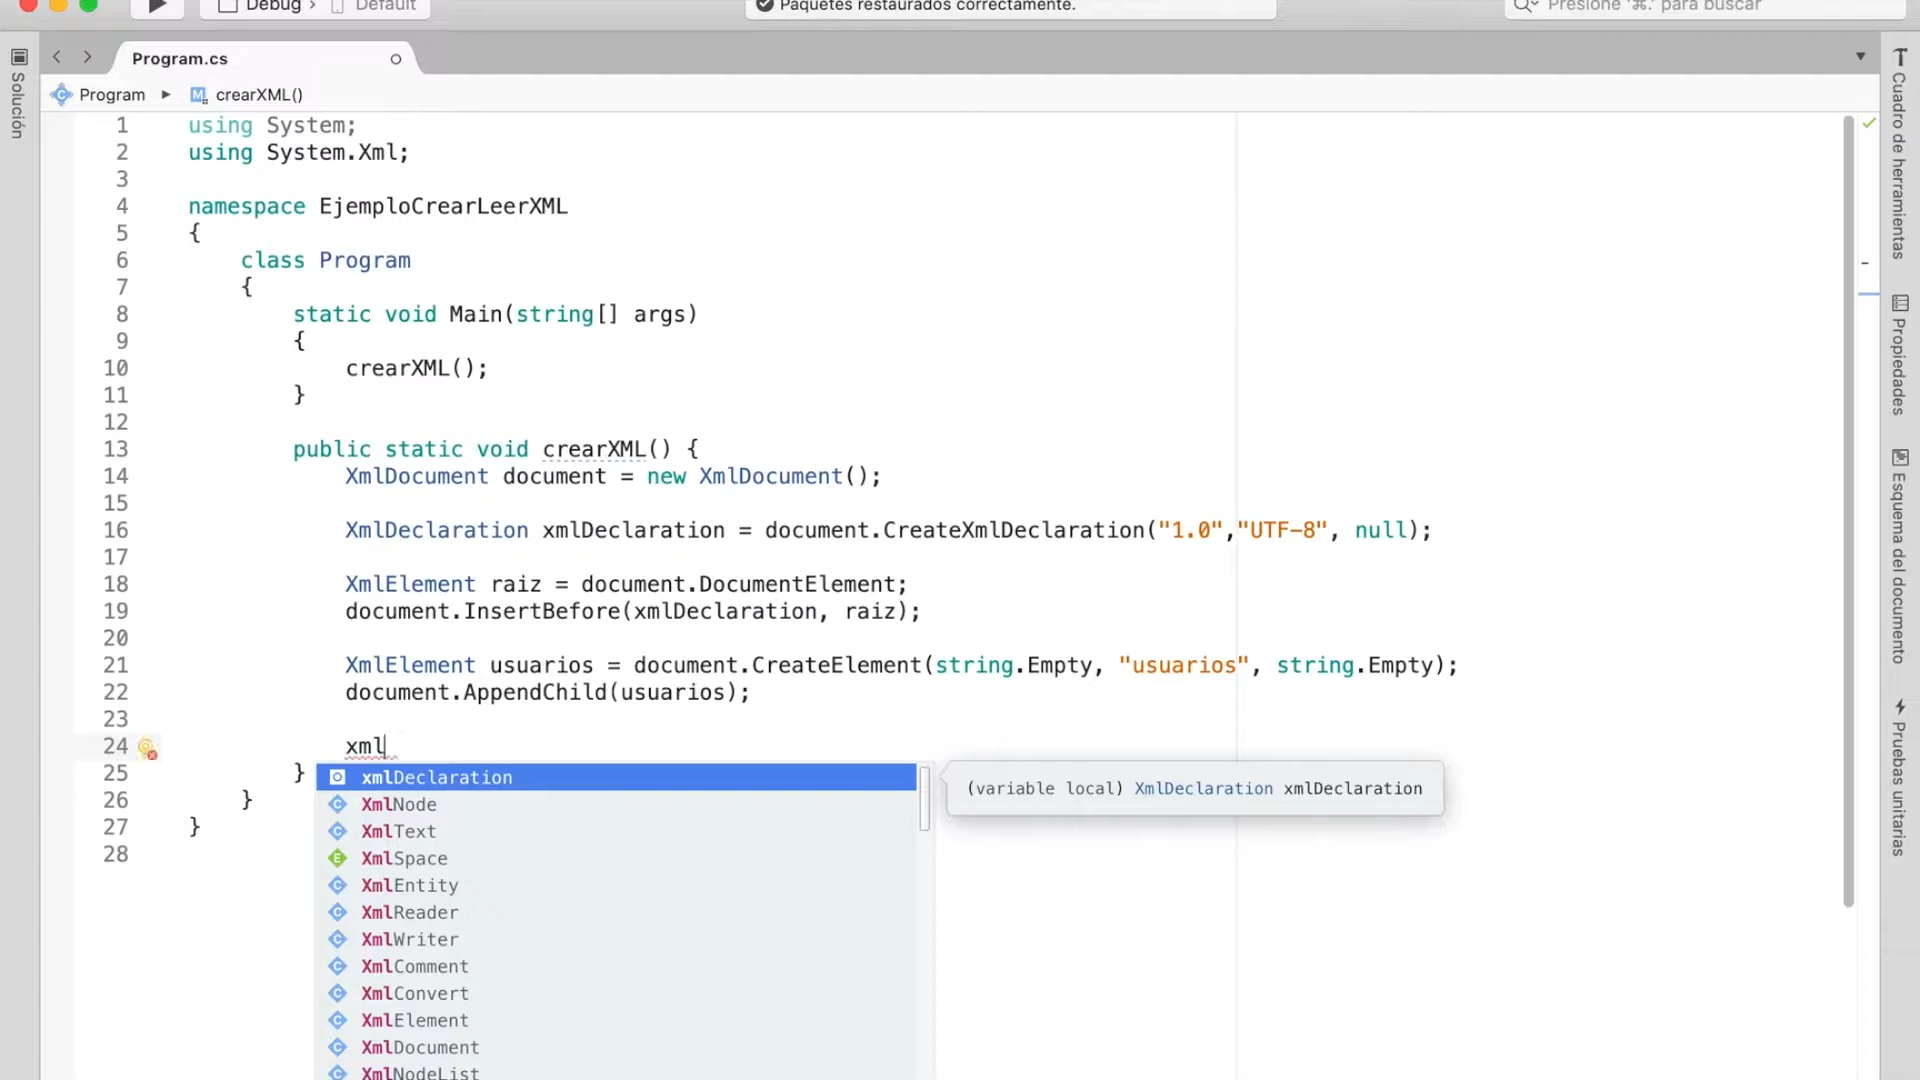 Debug › Default
Paquetes restaurados correctamente.
Presione '⌘.' para buscar
Solución
Program.cs
Program ▸ crearXML()
1 using System;
2 using System.Xml;
3
4 namespace EjemploCrearLeerXML
5 {
6 class Program
7 {
8 static void Main(string[] args)
9 {
10 crearXML();
11 }
12
13 public static void crearXML() {
14 XmlDocument document = new XmlDocument();
15
16 XmlDeclaration xmlDeclaration = document.CreateXmlDeclaration("1.0","UTF-8", null);
17
18 XmlElement raiz = document.DocumentElement;
19 document.InsertBefore(xmlDeclaration, raiz);
20
21 XmlElement usuarios = document.CreateElement(string.Empty, "usuarios", string.Empty);
22 document.AppendChild(usuarios);
23
24 xml
25 }
26 }
27 }
28
xmlDeclaration
XmlNode
XmlText
XmlSpace
XmlEntity
XmlReader
XmlWriter
XmlComment
XmlConvert
XmlElement
XmlDocument
XmlNodeList
(variable local) XmlDeclaration xmlDeclaration
Cuadro de herramientas
Propiedades
Esquema del documento
Pruebas unitarias